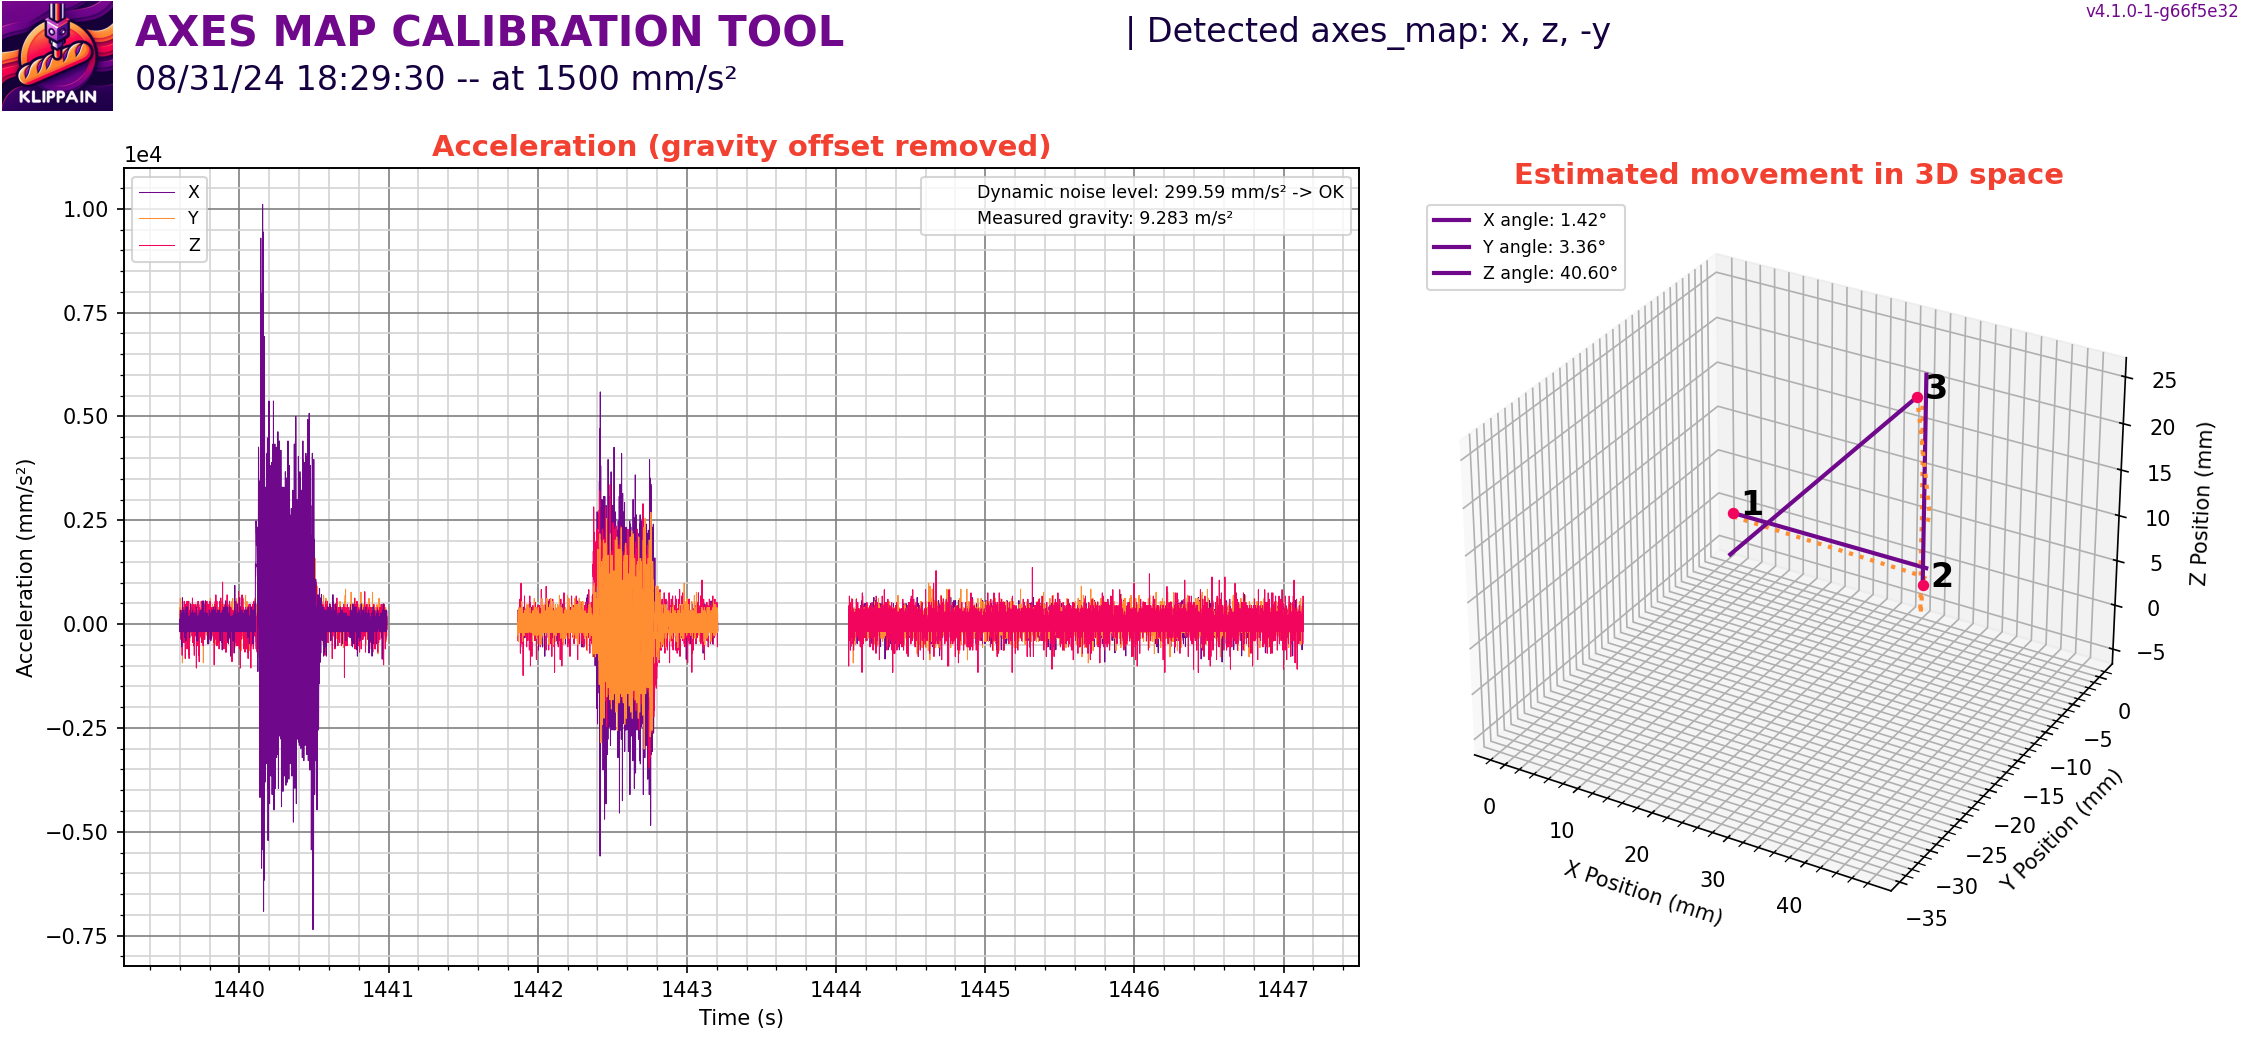 AXES MAP CALIBRATION TOOL
| Detected axes_map: x, z, -y
v4.1.0-1-g66f5e32
08/31/24 18:29:30 -- at 1500 mm/s²
KLIPPAIN
Acceleration (gravity offset removed)
1e4
X
Y
Z
Dynamic noise level: 299.59 mm/s² -> OK
Measured gravity: 9.283 m/s²
1.00
0.75
0.50
0.25
0.00
−0.25
−0.50
−0.75
Acceleration (mm/s²)
1440
1441
1442
1443
1444
1445
1446
1447
Time (s)
Estimated movement in 3D space
X angle: 1.42°
Y angle: 3.36°
Z angle: 40.60°
1
2
3
25
20
15
10
5
0
−5
Z Position (mm)
0
−5
−10
−15
−20
−25
−30
−35
Y Position (mm)
0
10
20
30
40
X Position (mm)